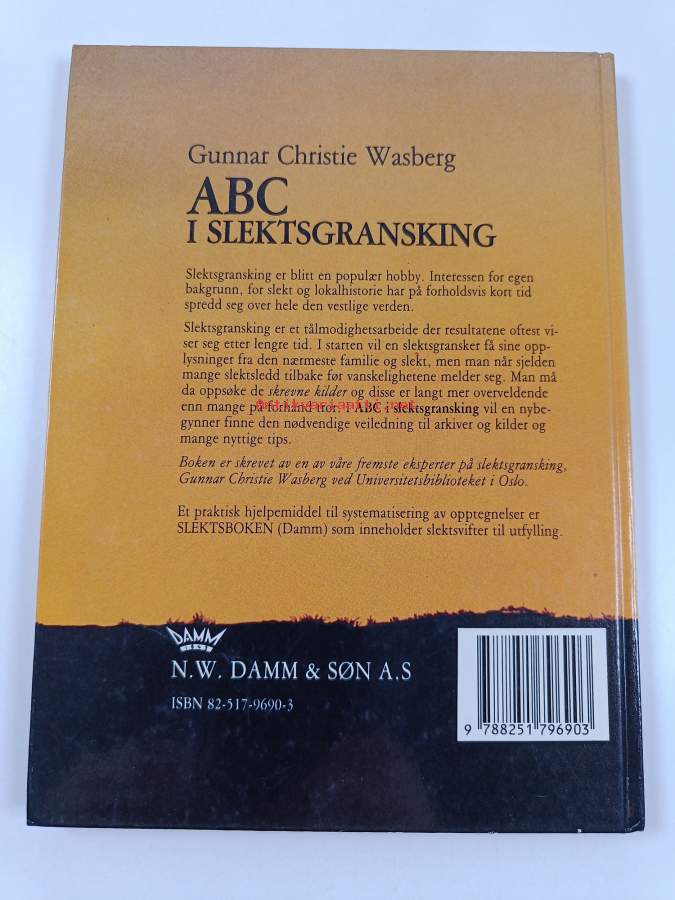 Gunnar Christie Wasberg
ABC
I SLEKTSGRANSKING
Slektsgransking er blitt en populær hobby. Interessen for egen
bakgrunn, for slekt og lokalhistorie har på forholdsvis kort tid
spredd seg over hele den vestlige verden.
Slektsgransking er et tålmodighetsarbeide der resultatene oftest vi-
ser seg etter lengre tid. I starten vil en slektsgransker få sine opp-
lysninger fra den nærmeste familie og slekt, men man når sjelden
mange slektsledd tilbake før vanskelighetene melder seg. Man må
da oppsøke de skrevne kilder og disse er langt mer overveldende
enn mange på forhånd tror. I ABC i slektsgransking vil en nybe-
gynner finne den nødvendige veiledning til arkiver og kilder og
mange nyttige tips.
Boken er skrevet av en av våre fremste eksperter på slektsgransking,
Gunnar Christie Wasberg ved Universitetsbiblioteket i Oslo.
Et praktisk hjelpemiddel til systematisering av opptegnelser er
SLEKTSBOKEN (Damm) som inneholder slektsvifter til utfylling.
DAMM
1843
N.W. DAMM & SØN A.S
ISBN 82-517-9690-3
9 788251 796903